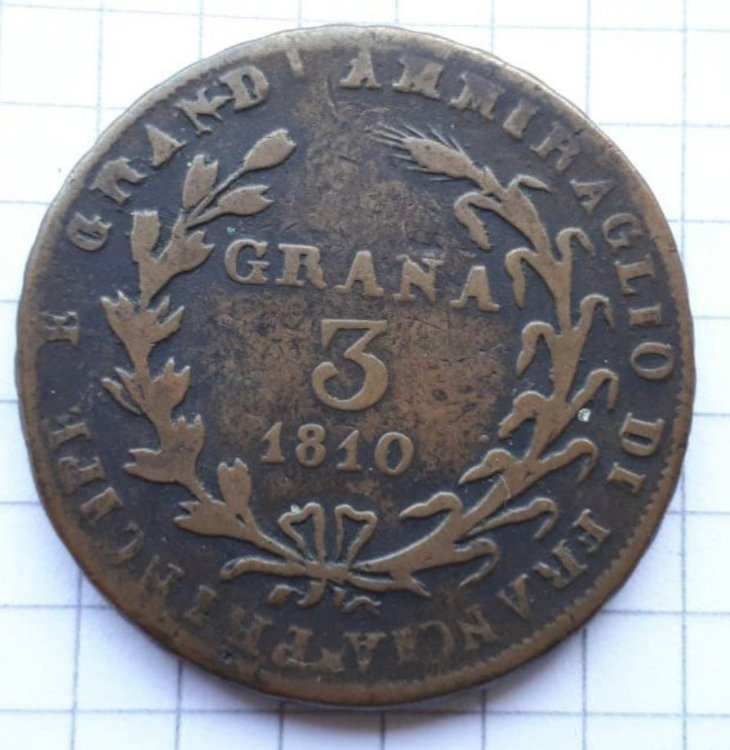 PRINCIPE E GRAND' AMMIRAGLIO DI FRANCIA
GRANA
3
1810